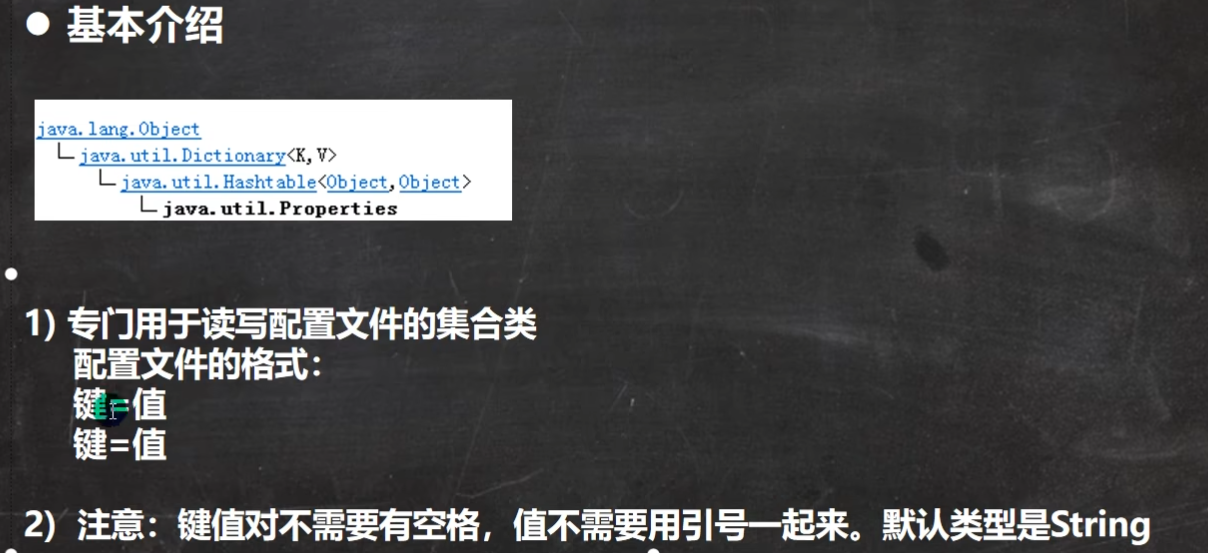 ● 基本介绍
java.lang.Object
java.util.Dictionary<K,V>
java.util.Hashtable<Object,Object>
java.util.Properties
1) 专门用于读写配置文件的集合类
配置文件的格式：
键=值
键=值
2) 注意：键值对不需要有空格，值不需要用引号一起来。默认类型是String